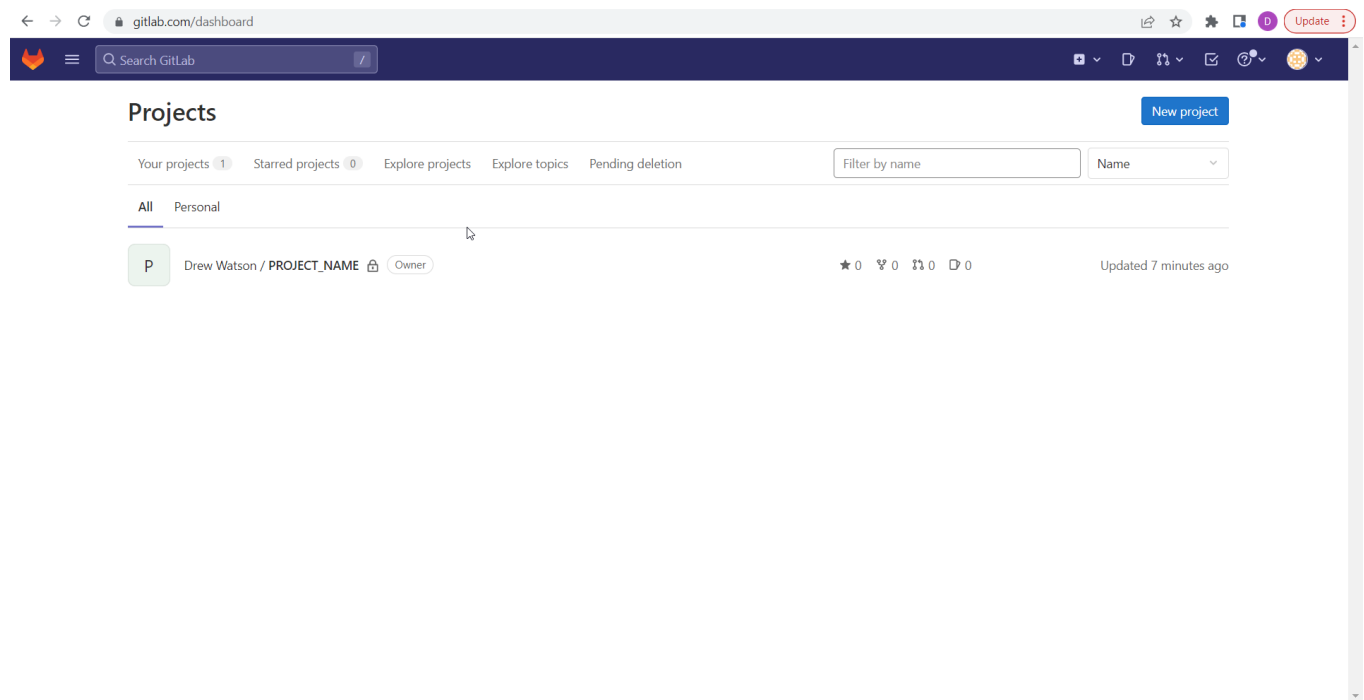 gitlab.com/dashboard
D
Update
Search GitLab
/
Projects
New project
Your projects 1 Starred projects 0 Explore projects Explore topics Pending deletion
Filter by name
Name
All Personal
P
Drew Watson / PROJECT_NAME Owner
0 0 0 0
Updated 7 minutes ago